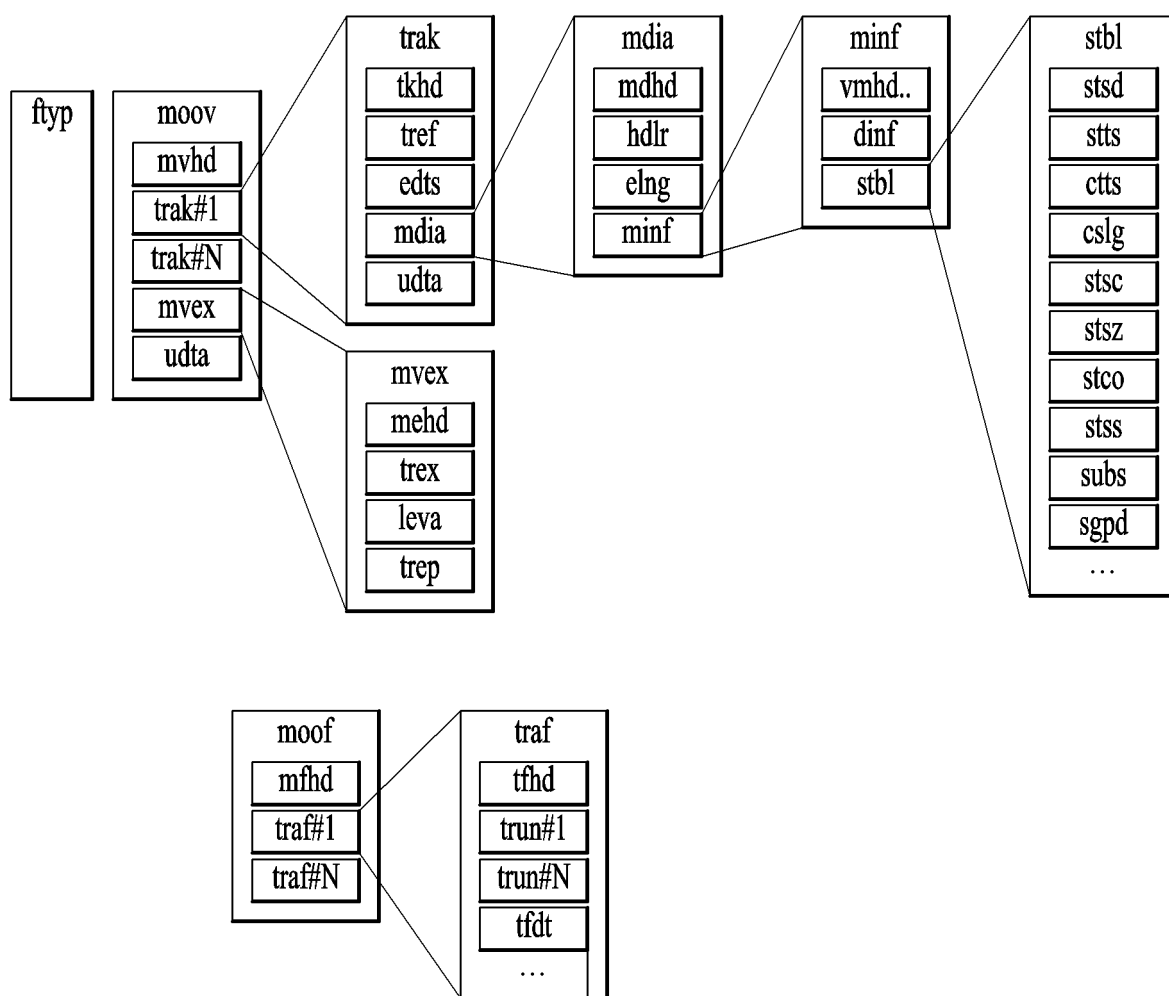 ftyp
moov
mvhd
trak#1
trak#N
mvex
udta
trak
tkhd
tref
edts
mdia
udta
mvex
mehd
trex
leva
trep
mdia
mdhd
hdlr
elng
minf
minf
vmhd..
dinf
stbl
stbl
stsd
stts
ctts
cslg
stsc
stsz
stco
stss
subs
sgpd
...
moof
mfhd
traf#1
traf#N
traf
tfhd
trun#1
trun#N
tfdt
...